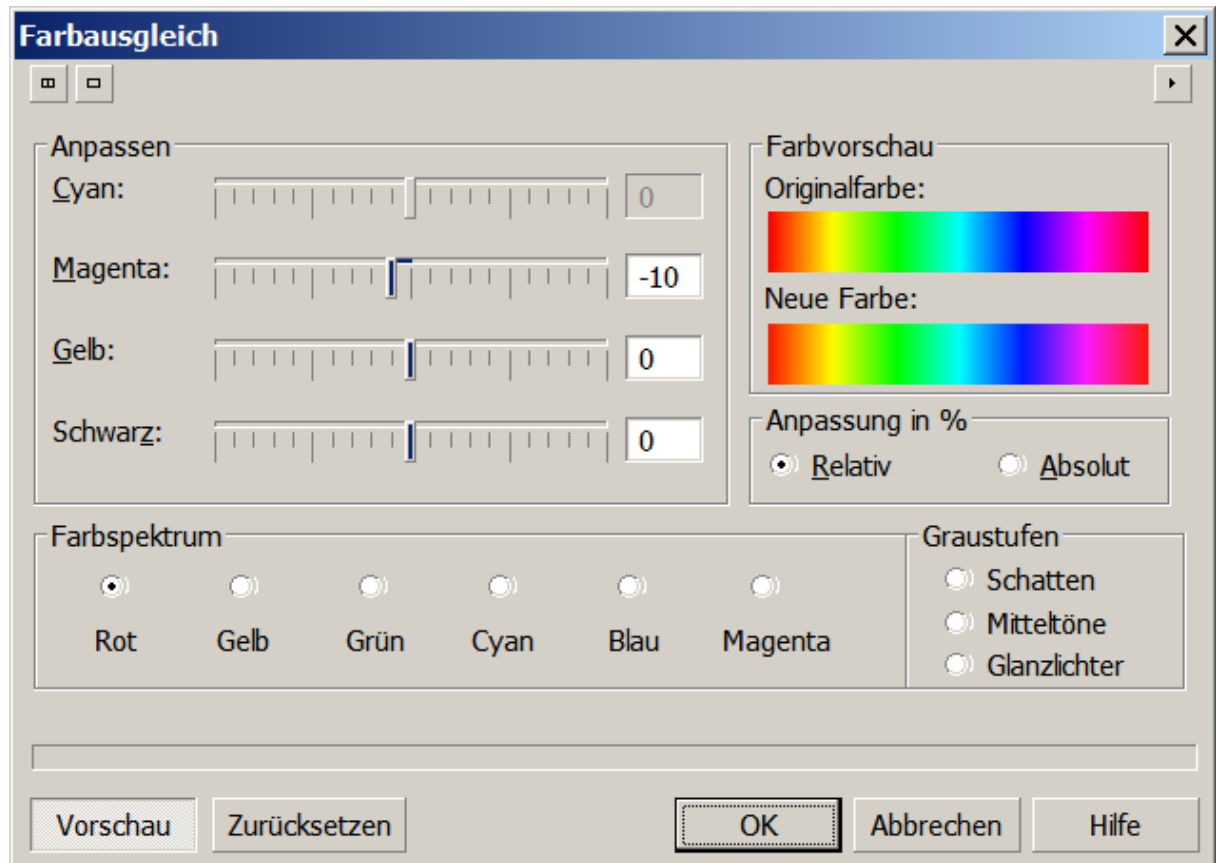 Farbausgleich
Anpassen
Cyan: 0
Magenta: -10
Gelb: 0
Schwarz: 0
Farbvorschau
Originalfarbe:
Neue Farbe:
Anpassung in %
Relativ Absolut
Farbspektrum
Rot Gelb Grün Cyan Blau Magenta
Graustufen
Schatten
Mitteltöne
Glanzlichter
Vorschau Zurücksetzen OK Abbrechen Hilfe